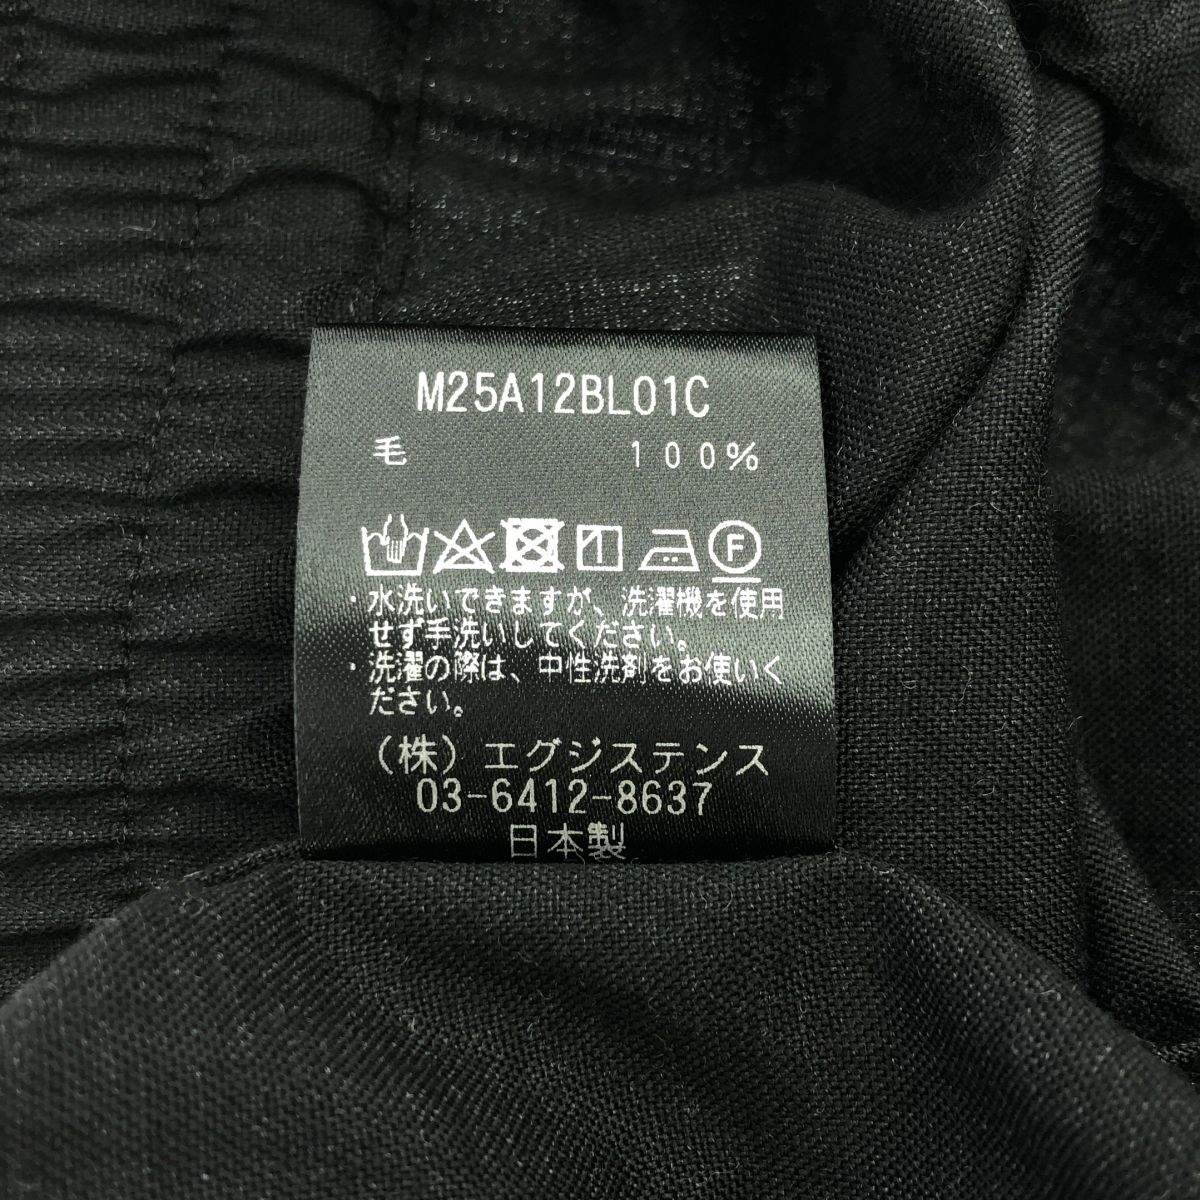 M25A12BL01C
毛 100%
F
・水洗いできますが、洗濯機を使用
せず手洗いしてください。
・洗濯の際は、中性洗剤をお使いく
ださい。
(株)エグジステンス
03-6412-8637
日本製